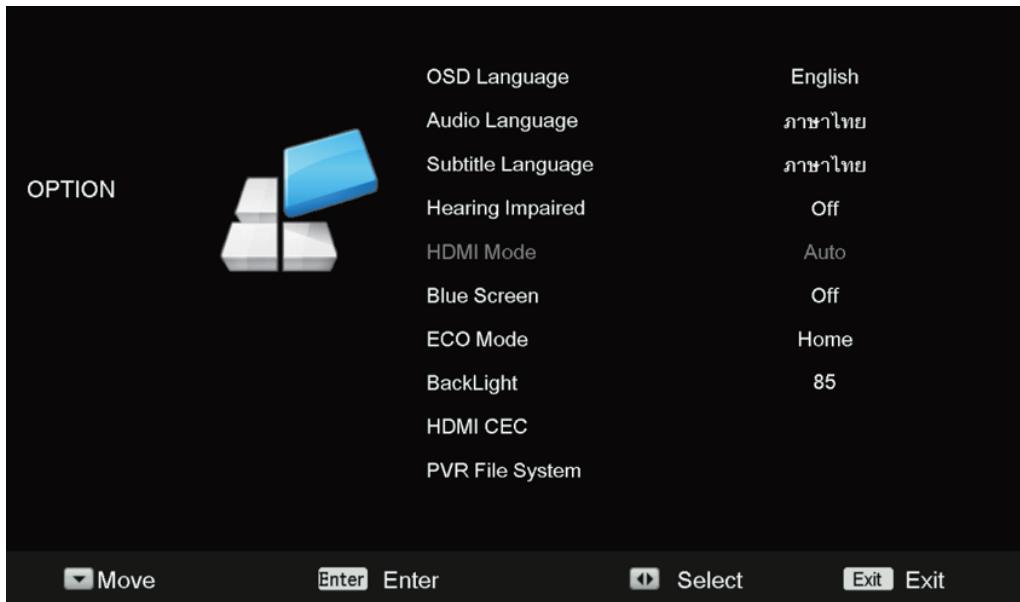 OSD Language English
Audio Language ภาษาไทย
Subtitle Language ภาษาไทย
OPTION
Hearing Impaired Off
HDMI Mode Auto
Blue Screen Off
ECO Mode Home
BackLight 85
HDMI CEC
PVR File System
Move Enter Enter Select Exit Exit